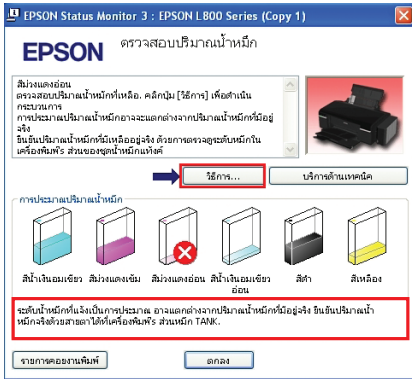 EPSON Status Monitor 3 : EPSON L800 Series (Copy 1)
EPSON
ตรวจสอบปริมาณน้ำหมึก
สีม่วงแดงอ่อน
ตรวจสอบปริมาณน้ำหมึกที่เหลือ. คลิกปุ่ม [วิธีการ] เพื่อดำเนิน
กระบวนการ
การประมาณปริมาณน้ำหมึกอาจจะแตกต่างจากปริมาณน้ำหมึกที่มีอยู่
จริง
ยืนยันปริมาณน้ำหมึกที่มีเหลืออยู่จริง ด้วยการตรวจดูระดับหมึกใน
เครื่องพิมพ์ร ส่วนของชุดน้ำหมึกแท้งค์
วิธีการ...
บริการด้านเทคนิค
การประมาณปริมาณน้ำหมึก
สีน้ำเงินอมเขียว
สีม่วงแดงเข้ม
สีม่วงแดงอ่อน
สีน้ำเงินอมเขียว
อ่อน
สีดำ
สีเหลือง
ระดับน้ำหมึกที่แจ้งเป็นการประมาณ อาจแตกต่างจากปริมาณน้ำหมึกที่มีอยู่จริง ยืนยันปริมาณน้ำ
หมึกจริงด้วยสายตาได้ที่เครื่องพิมพ์ร ส่วนหมึก TANK.
รายการคอยงานพิมพ์
ตกลง